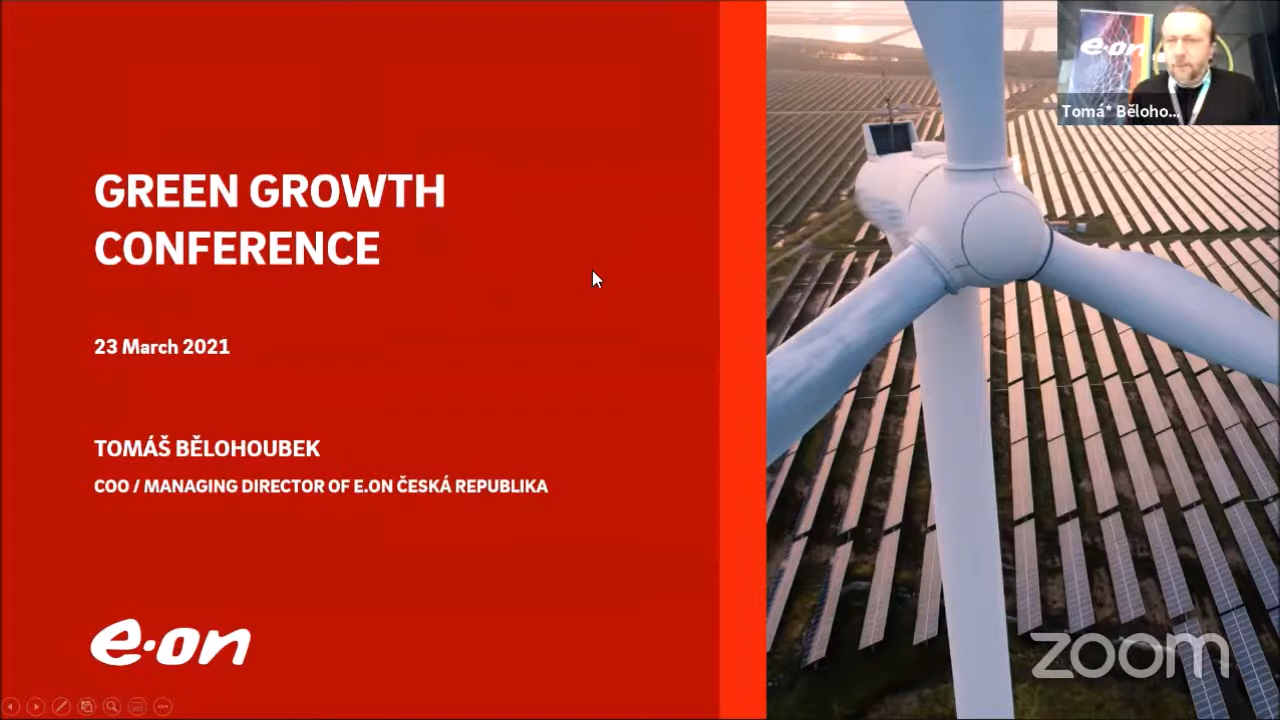 GREEN GROWTH
CONFERENCE
23 March 2021
TOMÁŠ BĚLOHOUBEK
COO / MANAGING DIRECTOR OF E.ON ČESKÁ REPUBLIKA
e·on
e·on
Tomá* Běloho...
zoom